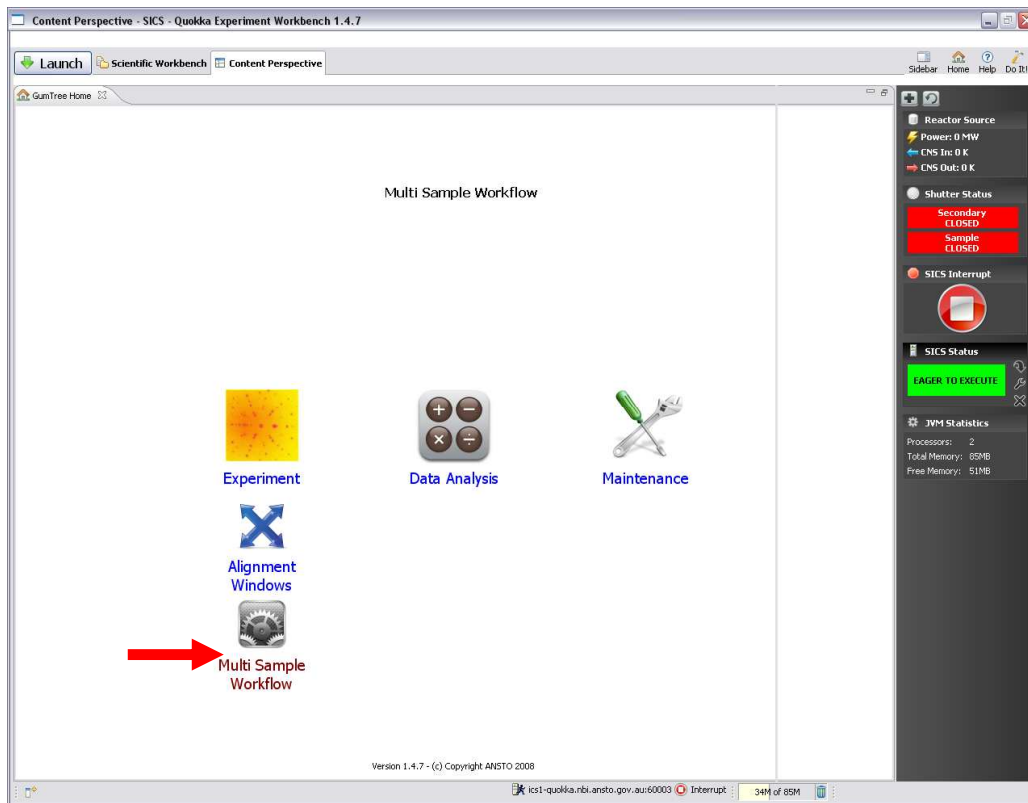 Content Perspective - SICS - Quokka Experiment Workbench 1.4.7
Launch
Scientific Workbench
Content Perspective
Sidebar
Home
Help
Do It!
GumTree Home
Multi Sample Workflow
Experiment
Data Analysis
Maintenance
Alignment
Windows
Multi Sample
Workflow
Version 1.4.7 - (c) Copyright ANSTO 2008
Reactor Source
Power: 0 MW
CNS In: 0 K
CNS Out: 0 K
Shutter Status
Secondary
CLOSED
Sample
CLOSED
SICS Interrupt
SICS Status
EAGER TO EXECUTE
JVM Statistics
Processors: 2
Total Memory: 85MB
Free Memory: 51MB
ics1-quokka.nbi.ansto.gov.au:60003
Interrupt
34M of 85M